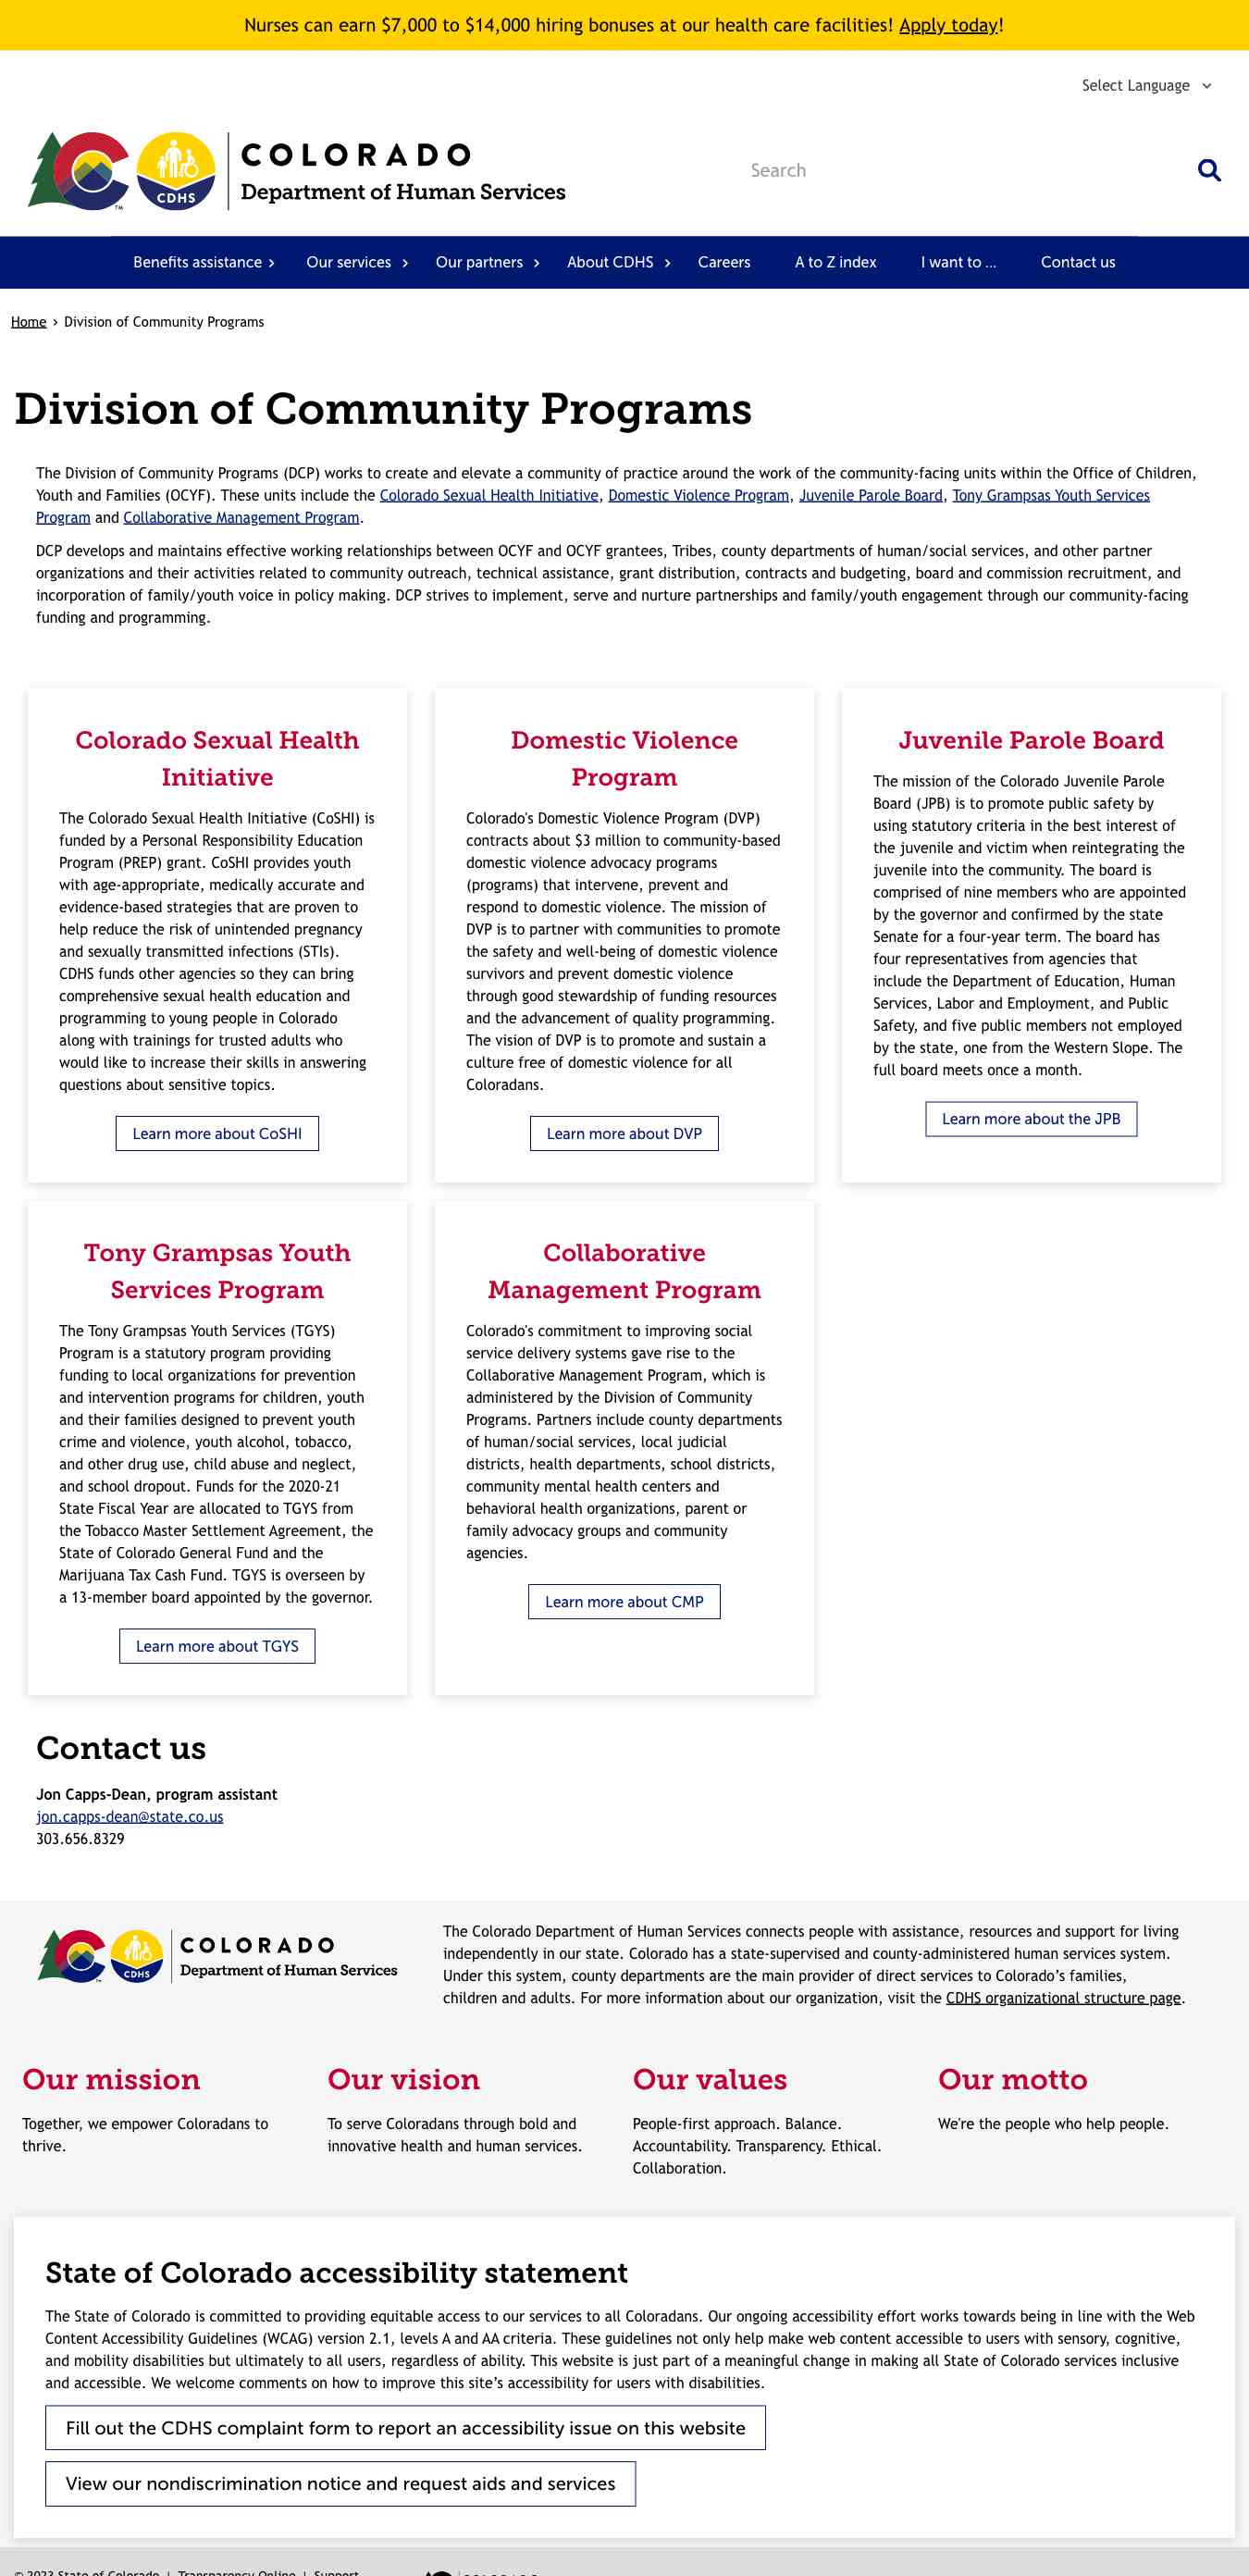 Nurses can earn $7,000 to $14,000 hiring bonuses at our health care facilities! Apply today!
Select Language
CDHS
TM
COLORADO
Department of Human Services
Search
Benefits assistance › Our services › Our partners › About CDHS › Careers A to Z index I want to ... Contact us
Home › Division of Community Programs
Division of Community Programs
The Division of Community Programs (DCP) works to create and elevate a community of practice around the work of the community-facing units within the Office of Children,
Youth and Families (OCYF). These units include the Colorado Sexual Health Initiative, Domestic Violence Program, Juvenile Parole Board, Tony Grampsas Youth Services
Program and Collaborative Management Program.
DCP develops and maintains effective working relationships between OCYF and OCYF grantees, Tribes, county departments of human/social services, and other partner
organizations and their activities related to community outreach, technical assistance, grant distribution, contracts and budgeting, board and commission recruitment, and
incorporation of family/youth voice in policy making. DCP strives to implement, serve and nurture partnerships and family/youth engagement through our community-facing
funding and programming.
Colorado Sexual Health
Initiative
The Colorado Sexual Health Initiative (CoSHI) is
funded by a Personal Responsibility Education
Program (PREP) grant. CoSHI provides youth
with age-appropriate, medically accurate and
evidence-based strategies that are proven to
help reduce the risk of unintended pregnancy
and sexually transmitted infections (STIs).
CDHS funds other agencies so they can bring
comprehensive sexual health education and
programming to young people in Colorado
along with trainings for trusted adults who
would like to increase their skills in answering
questions about sensitive topics.
Learn more about CoSHI
Domestic Violence
Program
Colorado's Domestic Violence Program (DVP)
contracts about $3 million to community-based
domestic violence advocacy programs
(programs) that intervene, prevent and
respond to domestic violence. The mission of
DVP is to partner with communities to promote
the safety and well-being of domestic violence
survivors and prevent domestic violence
through good stewardship of funding resources
and the advancement of quality programming.
The vision of DVP is to promote and sustain a
culture free of domestic violence for all
Coloradans.
Learn more about DVP
Juvenile Parole Board
The mission of the Colorado Juvenile Parole
Board (JPB) is to promote public safety by
using statutory criteria in the best interest of
the juvenile and victim when reintegrating the
juvenile into the community. The board is
comprised of nine members who are appointed
by the governor and confirmed by the state
Senate for a four-year term. The board has
four representatives from agencies that
include the Department of Education, Human
Services, Labor and Employment, and Public
Safety, and five public members not employed
by the state, one from the Western Slope. The
full board meets once a month.
Learn more about the JPB
Tony Grampsas Youth
Services Program
The Tony Grampsas Youth Services (TGYS)
Program is a statutory program providing
funding to local organizations for prevention
and intervention programs for children, youth
and their families designed to prevent youth
crime and violence, youth alcohol, tobacco,
and other drug use, child abuse and neglect,
and school dropout. Funds for the 2020-21
State Fiscal Year are allocated to TGYS from
the Tobacco Master Settlement Agreement, the
State of Colorado General Fund and the
Marijuana Tax Cash Fund. TGYS is overseen by
a 13-member board appointed by the governor.
Learn more about TGYS
Collaborative
Management Program
Colorado's commitment to improving social
service delivery systems gave rise to the
Collaborative Management Program, which is
administered by the Division of Community
Programs. Partners include county departments
of human/social services, local judicial
districts, health departments, school districts,
community mental health centers and
behavioral health organizations, parent or
family advocacy groups and community
agencies.
Learn more about CMP
Contact us
Jon Capps-Dean, program assistant
jon.capps-dean@state.co.us
303.656.8329
CDHS
COLORADO
Department of Human Services
The Colorado Department of Human Services connects people with assistance, resources and support for living
independently in our state. Colorado has a state-supervised and county-administered human services system.
Under this system, county departments are the main provider of direct services to Colorado’s families,
children and adults. For more information about our organization, visit the CDHS organizational structure page.
Our mission
Together, we empower Coloradans to
thrive.
Our vision
To serve Coloradans through bold and
innovative health and human services.
Our values
People-first approach. Balance.
Accountability. Transparency. Ethical.
Collaboration.
Our motto
We're the people who help people.
State of Colorado accessibility statement
The State of Colorado is committed to providing equitable access to our services to all Coloradans. Our ongoing accessibility effort works towards being in line with the Web
Content Accessibility Guidelines (WCAG) version 2.1, levels A and AA criteria. These guidelines not only help make web content accessible to users with sensory, cognitive,
and mobility disabilities but ultimately to all users, regardless of ability. This website is just part of a meaningful change in making all State of Colorado services inclusive
and accessible. We welcome comments on how to improve this site’s accessibility for users with disabilities.
Fill out the CDHS complaint form to report an accessibility issue on this website
View our nondiscrimination notice and request aids and services
© 2023 State of Colorado | Transparency Online | Support